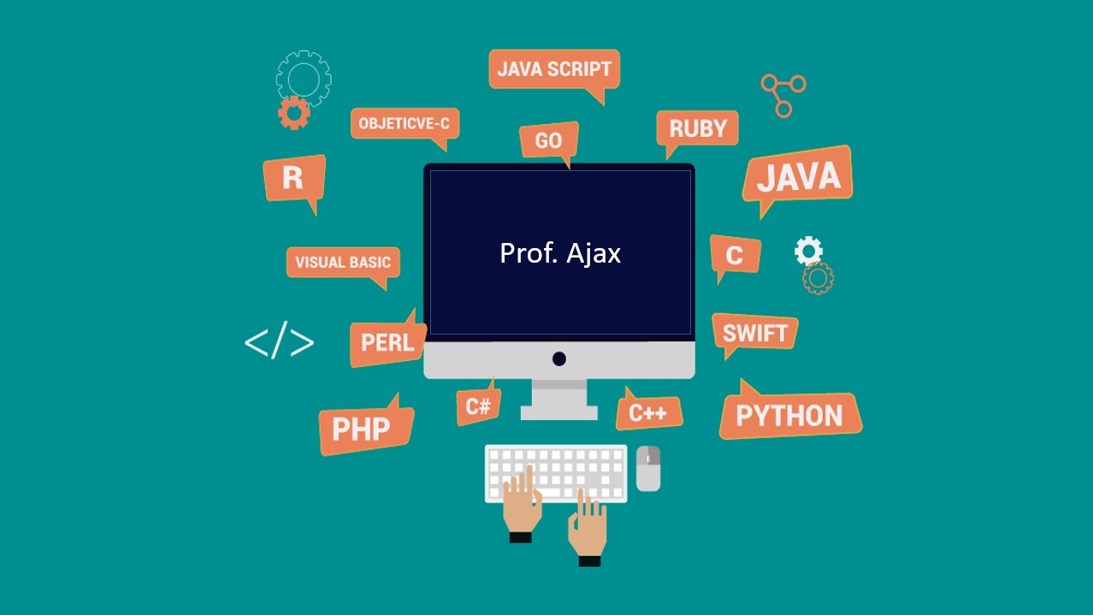 JAVA SCRIPT
OBJETICVE-C
GO
RUBY
R
JAVA
Prof. Ajax
VISUAL BASIC
C
</>
PERL
SWIFT
C#
C++
PYTHON
PHP